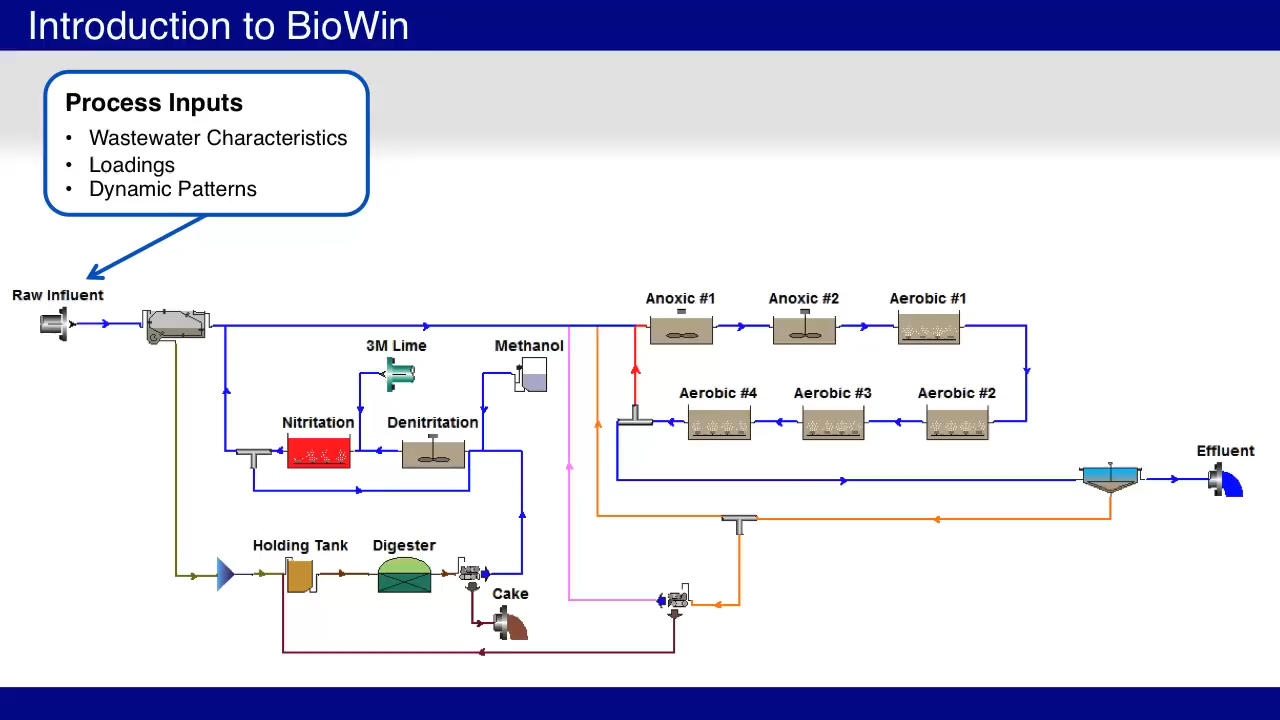 Introduction to BioWin
Process Inputs
• Wastewater Characteristics
• Loadings
• Dynamic Patterns
Raw Influent
Anoxic #1
Anoxic #2
Aerobic #1
3M Lime
Methanol
Aerobic #4
Aerobic #3
Aerobic #2
Nitritation
Denitritation
Effluent
Holding Tank
Digester
Cake